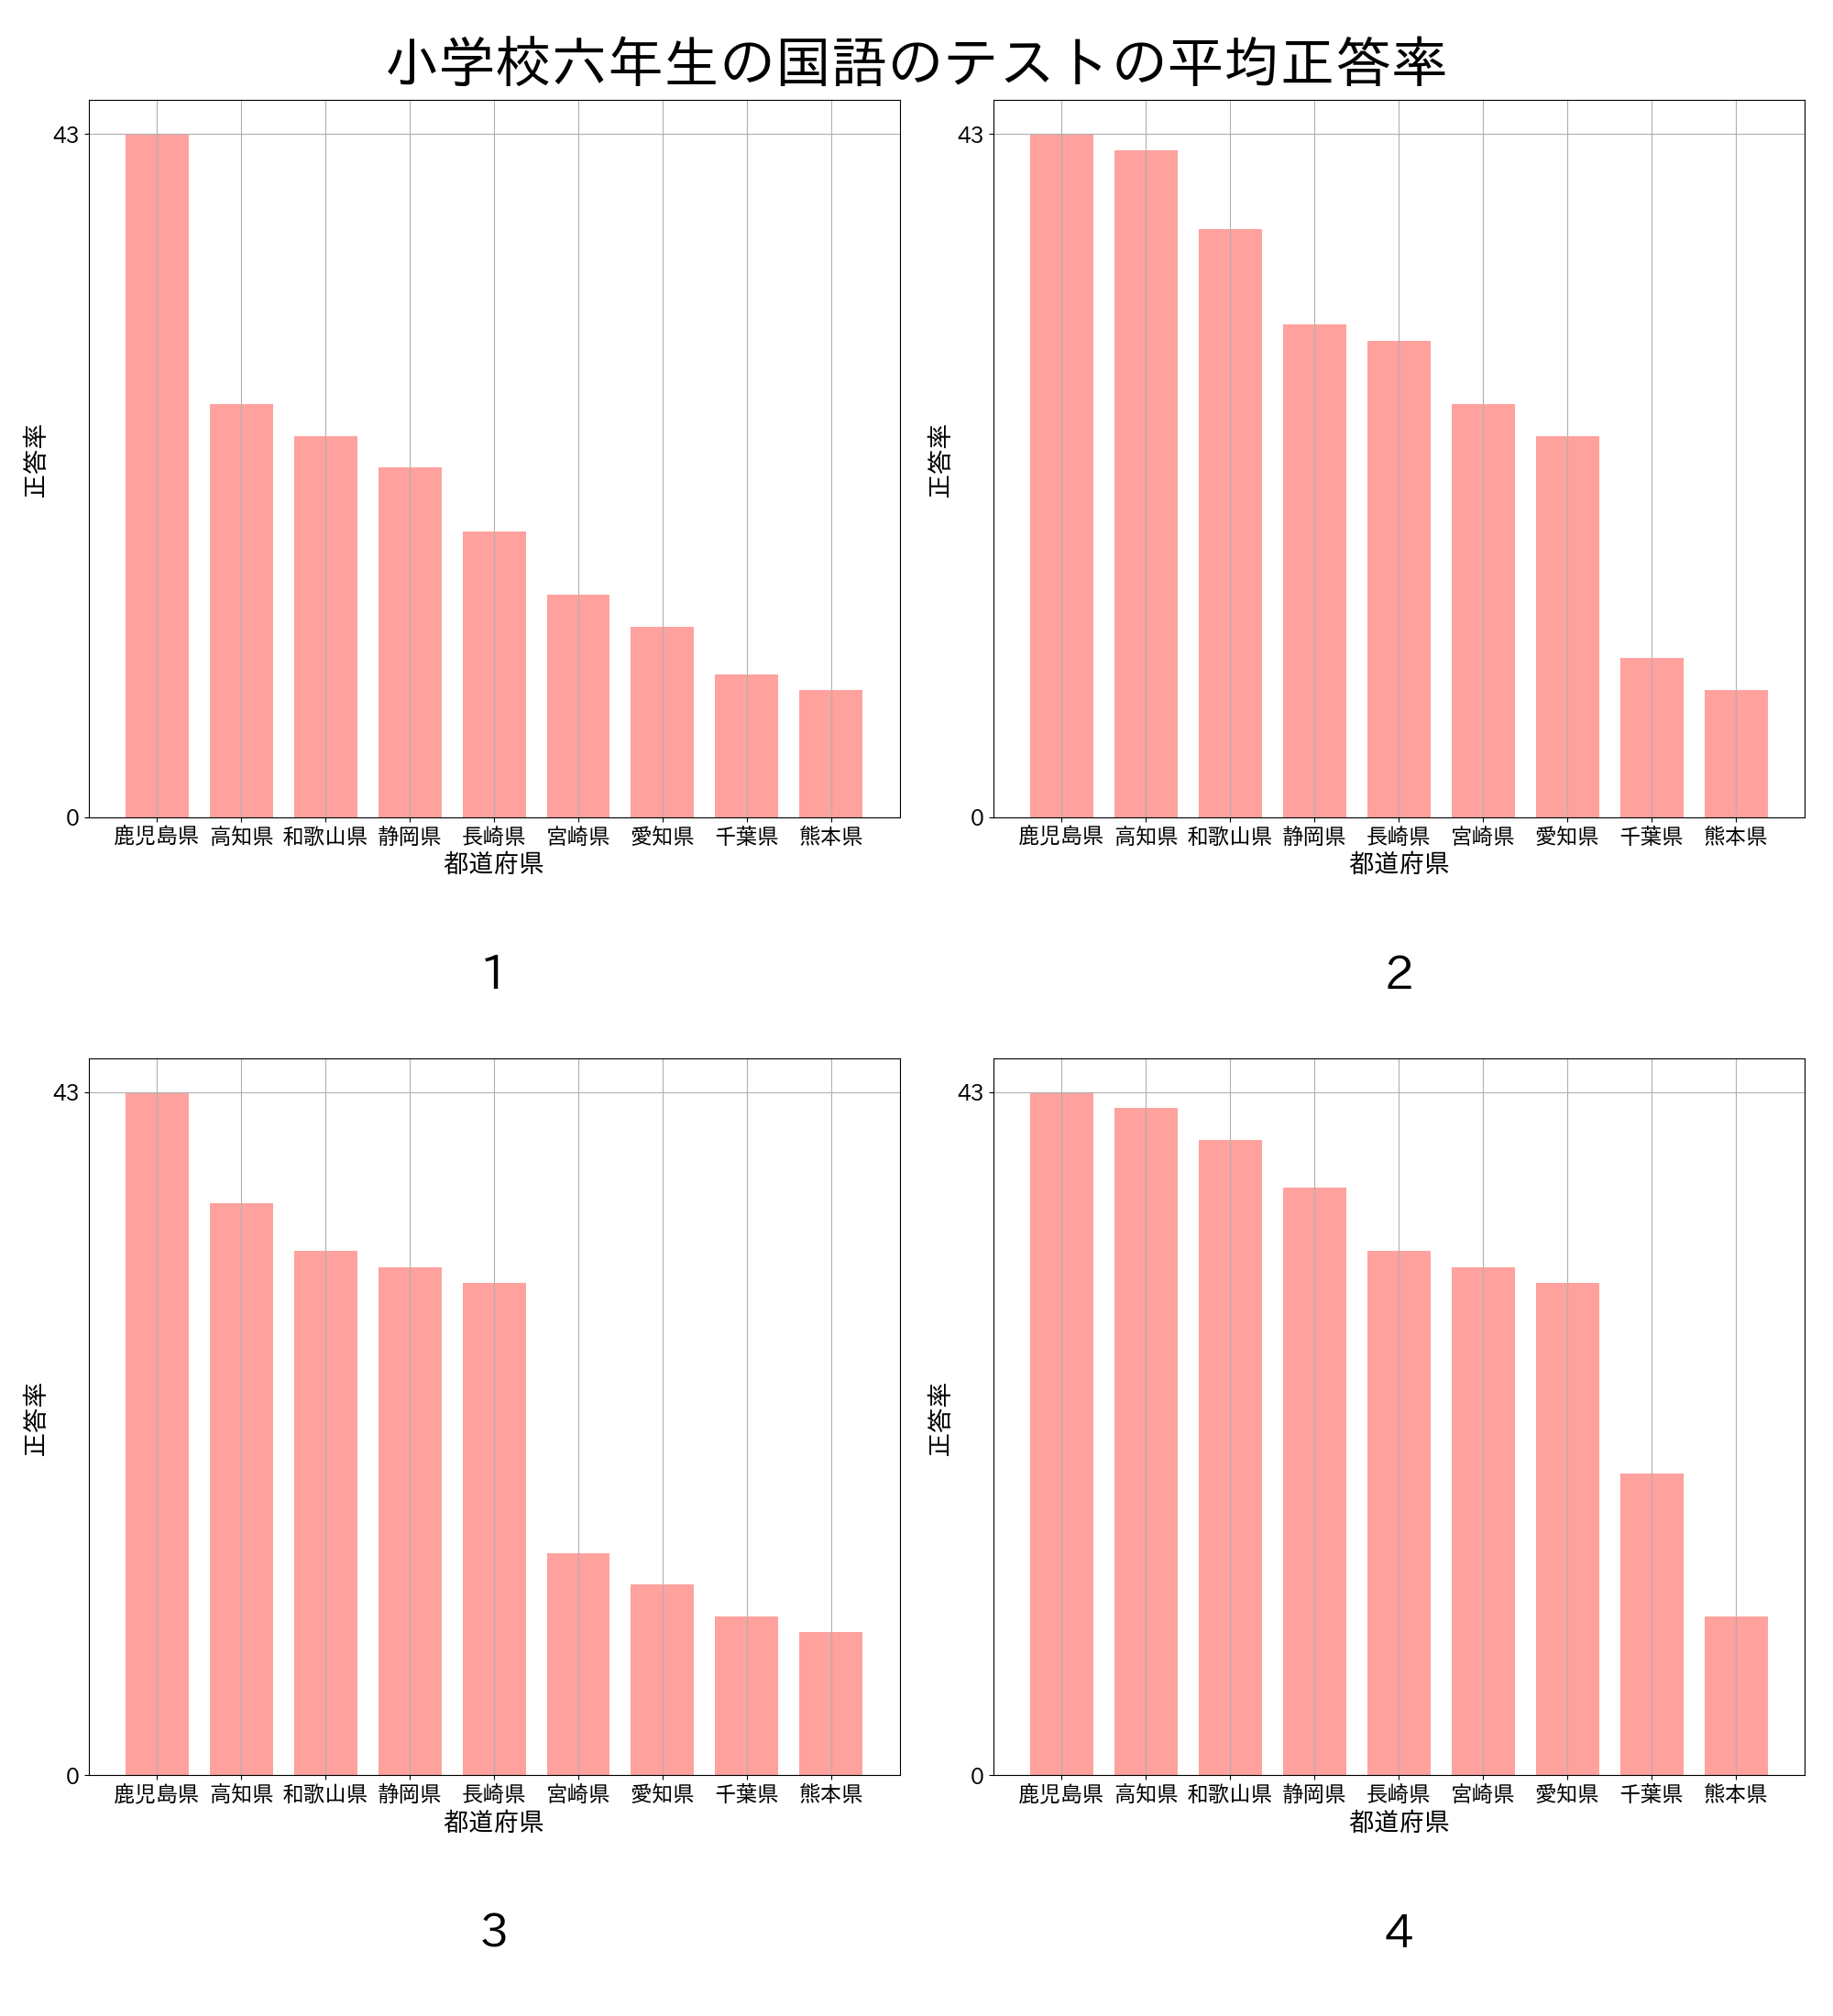 小学校六年生の国語のテストの平均正答率
43
0
正答率
鹿児島県 高知県 和歌山県 静岡県 長崎県 宮崎県 愛知県 千葉県 熊本県
都道府県
1
43
0
正答率
鹿児島県 高知県 和歌山県 静岡県 長崎県 宮崎県 愛知県 千葉県 熊本県
都道府県
2
43
0
正答率
鹿児島県 高知県 和歌山県 静岡県 長崎県 宮崎県 愛知県 千葉県 熊本県
都道府県
3
43
0
正答率
鹿児島県 高知県 和歌山県 静岡県 長崎県 宮崎県 愛知県 千葉県 熊本県
都道府県
4